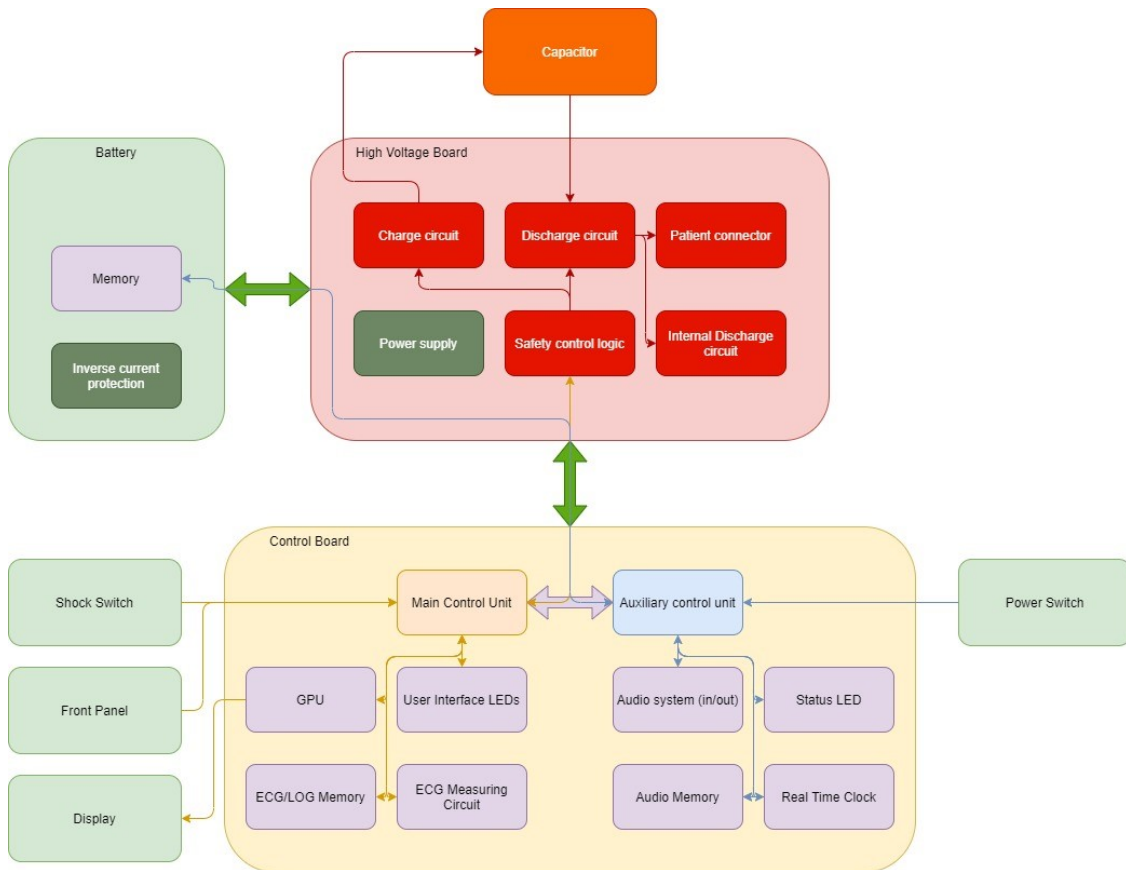 Capacitor
Battery
High Voltage Board
Charge circuit
Discharge circuit
Patient connector
Memory
Power supply
Safety control logic
Internal Discharge
circuit
Inverse current
protection
Control Board
Shock Switch
Main Control Unit
Auxiliary control unit
Power Switch
Front Panel
GPU
User Interface LEDs
Audio system (in/out)
Status LED
Display
ECG/LOG Memory
ECG Measuring
Circuit
Audio Memory
Real Time Clock